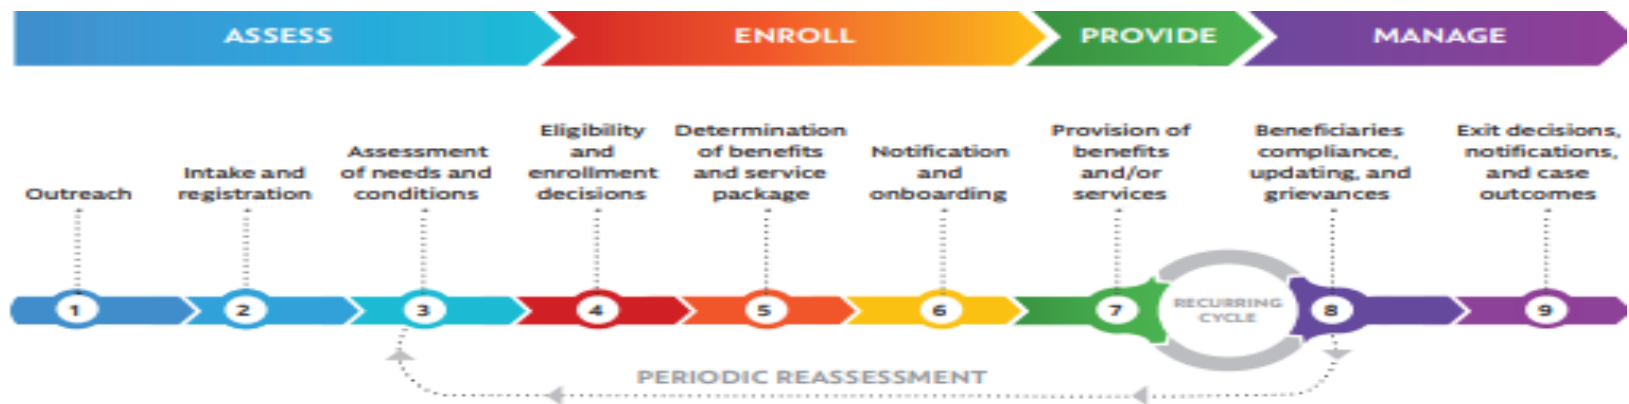 ASSESS
ENROLL
PROVIDE
MANAGE
Outreach
Intake and
registration
Assessment
of needs and
conditions
Eligibility
and
enrollment
decisions
Determination
of benefits
and service
package
Notification
and
onboarding
Provision of
benefits
and/or
services
Beneficiaries
compliance,
updating, and
grievances
Exit decisions,
notifications,
and case
outcomes
1
2
3
4
5
6
7
RECURRING
CYCLE
8
9
PERIODIC REASSESSMENT